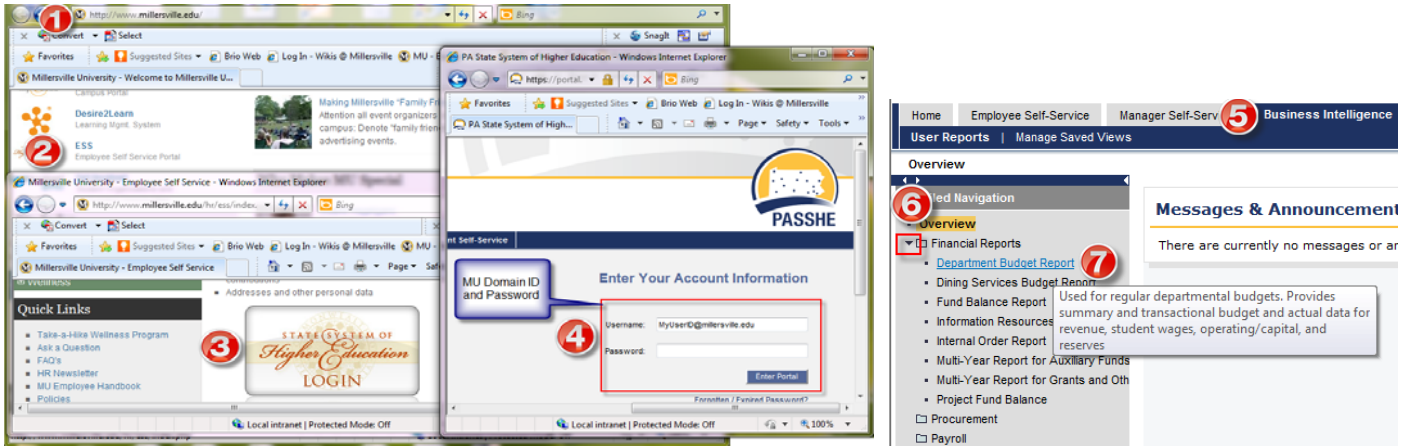 1
http://www.millersville.edu/
Bing
Convert
Select
SnagIt
Favorites
Suggested Sites
Brio Web
Log In - Wikis @ Millersville
MU - E
Millersville University - Welcome to Millersville U...
Campus Portal
Desire2Learn
Learning Mgnt. System
2
ESS
Employee Self Service Portal
Making Millersville "Family Fri
Attention all event organizers
campus: Denote "family frien
advertising events.
Millersville University - Employee Self Service - Windows Internet Explorer
http://www.millersville.edu/hr/ess/index.
Bing
Convert
Select
Favorites
Suggested Sites
Brio Web
Log In - Wikis @ Millersville
MU -
Millersville University - Employee Self Service
Page
Safe
Wellness
Quick Links
Take-a-Hike Wellness Program
Ask a Question
FAQ's
HR Newsletter
MU Employee Handbook
Policies
Contributions
Addresses and other personal data
3
STATE SYSTEM OF
Higher Education
LOGIN
Local intranet | Protected Mode: Off
PA State System of Higher Education - Windows Internet Explorer
https://portal.
Bing
Favorites
Suggested Sites
Brio Web
Log In - Wikis @ Millersville
PA State System of High...
Page
Safety
Tools
PASSHE
nt Self-Service
MU Domain ID
and Password
Enter Your Account Information
4
Username: MyUserID@millersville.edu
Password:
Enter Portal
Forgotten / Expired Password?
Local intranet | Protected Mode: Off
100%
Home
Employee Self-Service
Manager Self-Serv
5
Business Intelligence
User Reports | Manage Saved Views
Overview
6
led Navigation
Overview
Financial Reports
Department Budget Report
7
Dining Services Budget Report
Fund Balance Report
Information Resources
Internal Order Report
Multi-Year Report for Auxiliary Funds
Multi-Year Report for Grants and Oth
Project Fund Balance
Procurement
Payroll
Used for regular departmental budgets. Provides
summary and transactional budget and actual data for
revenue, student wages, operating/capital, and
reserves
Messages & Announcement
There are currently no messages or an